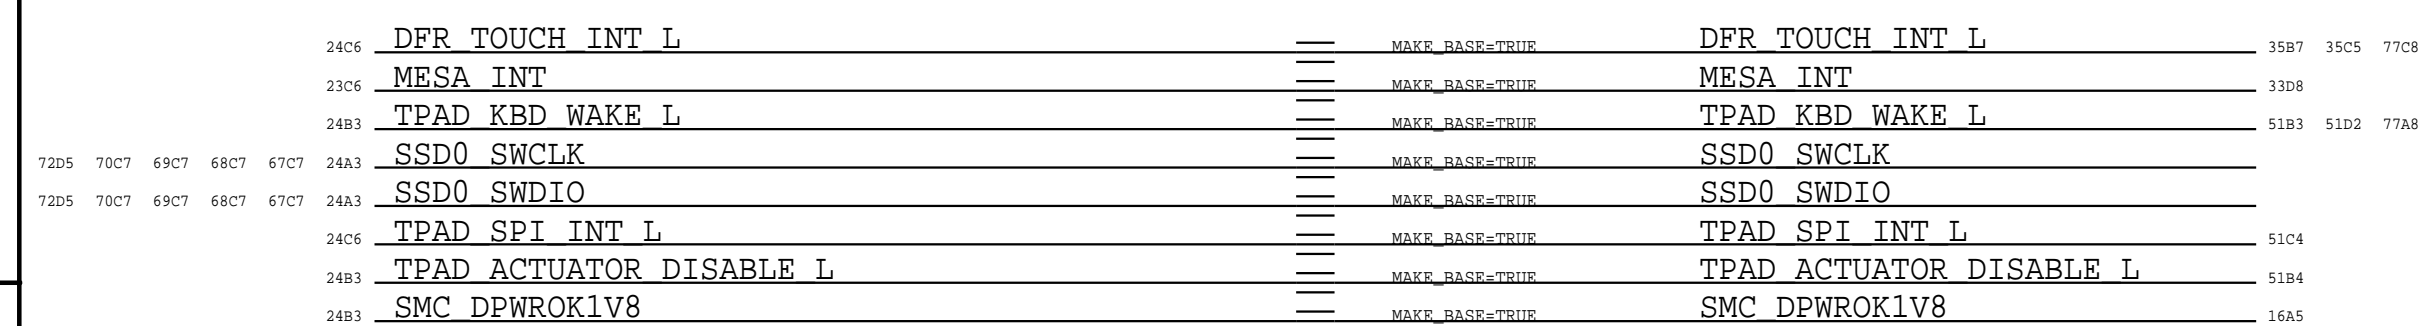 24C6 DFR_TOUCH_INT_L MAKE_BASE=TRUE DFR_TOUCH_INT_L 35B7 35C5 77C8
23C6 MESA_INT MAKE_BASE=TRUE MESA_INT 33D8
24B3 TPAD_KBD_WAKE_L MAKE_BASE=TRUE TPAD_KBD_WAKE_L 51B3 51D2 77A8
72D5 70C7 69C7 68C7 67C7 24A3 SSD0_SWCLK MAKE_BASE=TRUE SSD0_SWCLK
72D5 70C7 69C7 68C7 67C7 24A3 SSD0_SWDIO MAKE_BASE=TRUE SSD0_SWDIO
24C6 TPAD_SPI_INT_L MAKE_BASE=TRUE TPAD_SPI_INT_L 51C4
24B3 TPAD_ACTUATOR_DISABLE_L MAKE_BASE=TRUE TPAD_ACTUATOR_DISABLE_L 51B4
24B3 SMC_DPWROK1V8 MAKE_BASE=TRUE SMC_DPWROK1V8 16A5